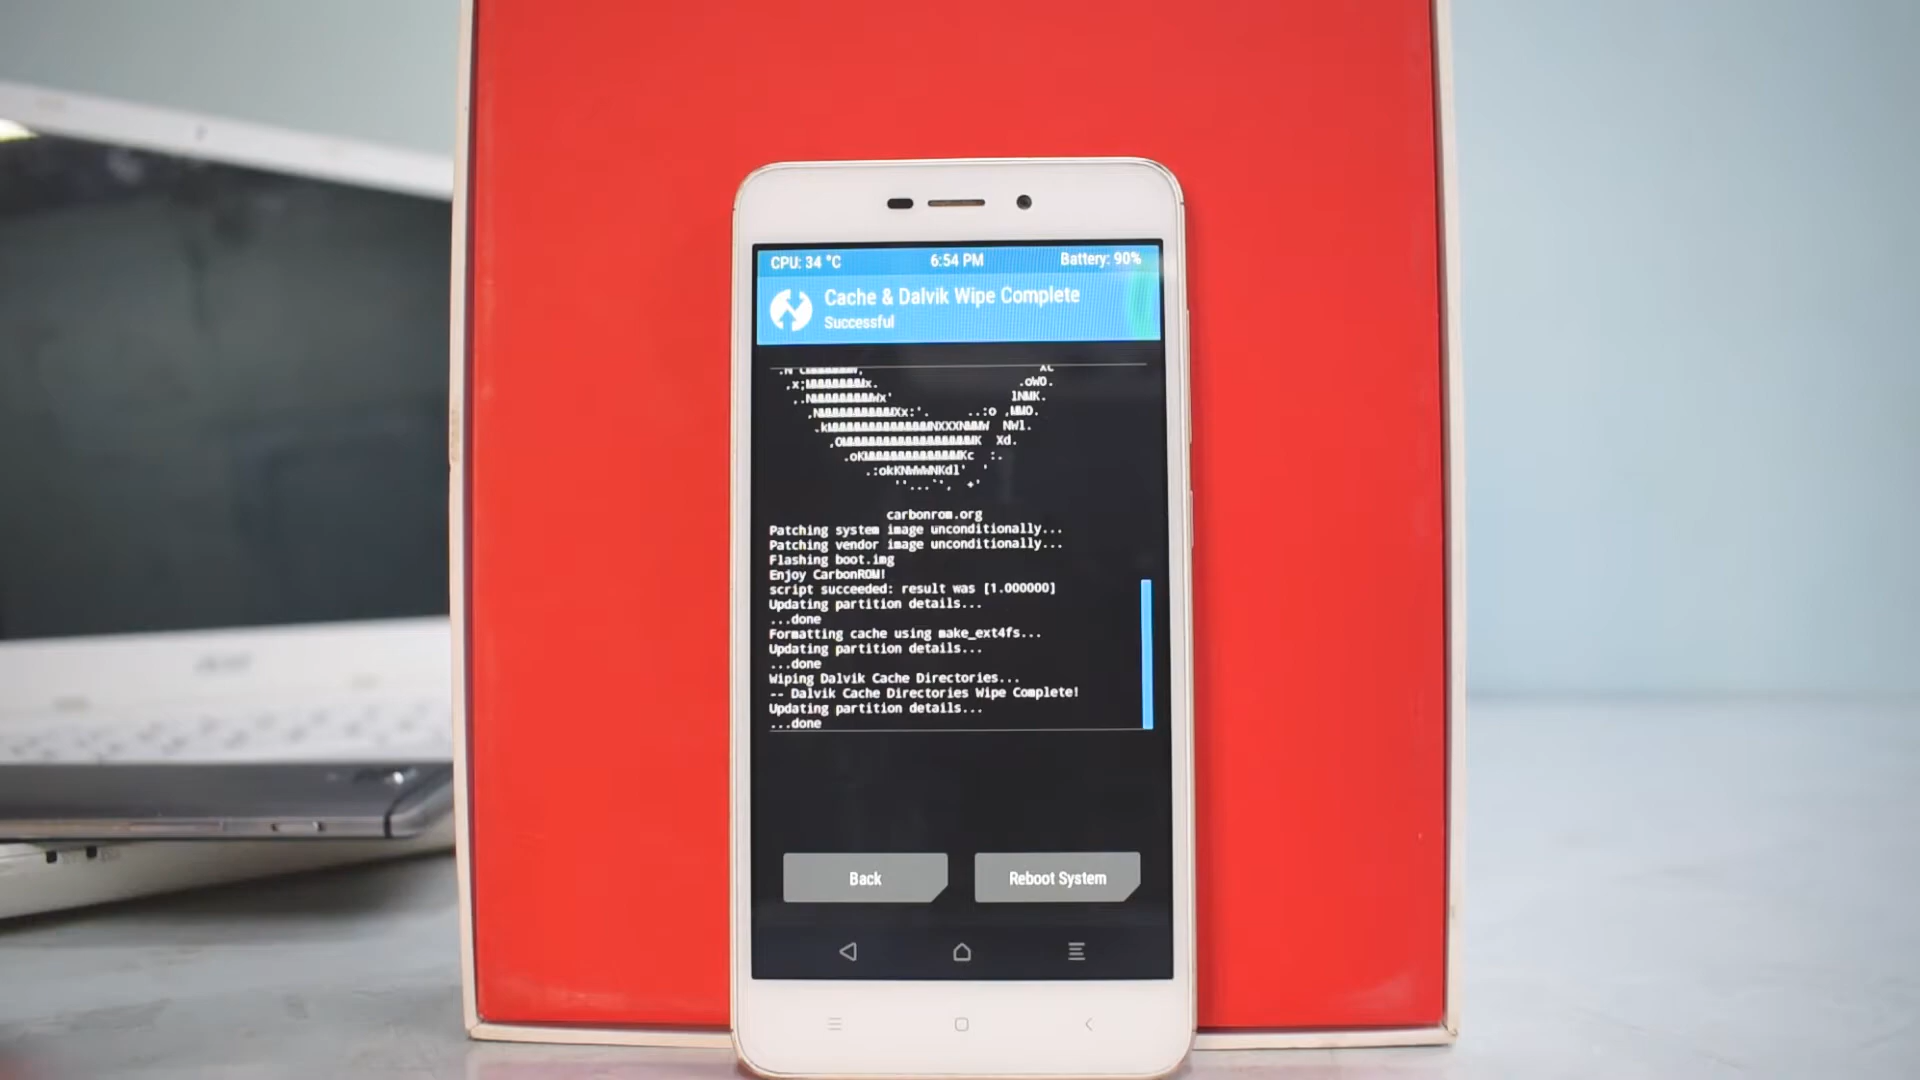 CPU: 34 °C 6:54 PM Battery: 90%
Cache & Dalvik Wipe Complete
Successful
carbonrom.org
Patching system image unconditionally...
Patching vendor image unconditionally...
Flashing boot.img
Enjoy CarbonROM!
script succeeded: result was [1.000000]
Updating partition details...
...done
Formatting cache using make_ext4fs...
Updating partition details...
...done
Wiping Dalvik Cache Directories...
-- Dalvik Cache Directories Wipe Complete!
Updating partition details...
...done
Back Reboot System